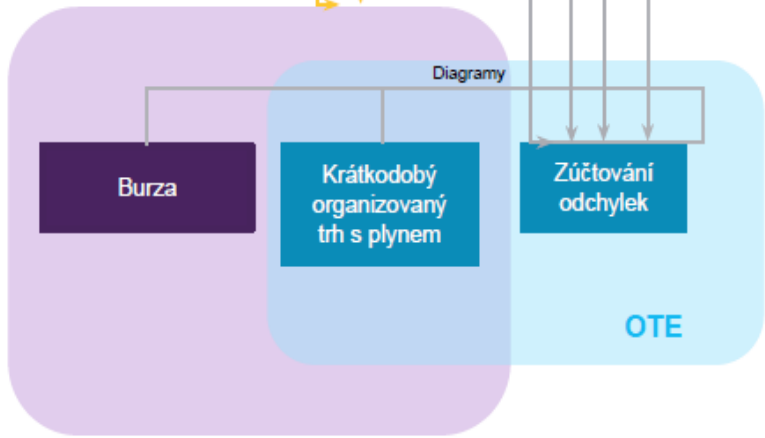 Diagramy
Burza
Krátkodobý
organizovaný
trh s plynem
Zúčtování
odchylek
OTE